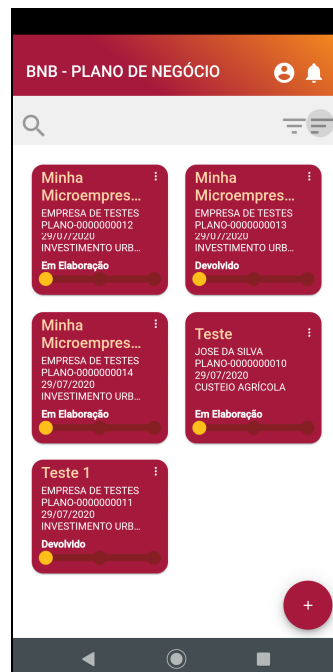 BNB - PLANO DE NEGÓCIO
Minha
Microempres...
EMPRESA DE TESTES
PLANO-0000000012
29/07/2020
INVESTIMENTO URB...
Em Elaboração
Minha
Microempres...
EMPRESA DE TESTES
PLANO-0000000013
29/07/2020
INVESTIMENTO URB...
Devolvido
Minha
Microempres...
EMPRESA DE TESTES
PLANO-0000000014
29/07/2020
INVESTIMENTO URB...
Em Elaboração
Teste
JOSE DA SILVA
PLANO-0000000010
29/07/2020
CUSTEIO AGRÍCOLA
Em Elaboração
Teste 1
EMPRESA DE TESTES
PLANO-0000000011
29/07/2020
INVESTIMENTO URB...
Devolvido
+